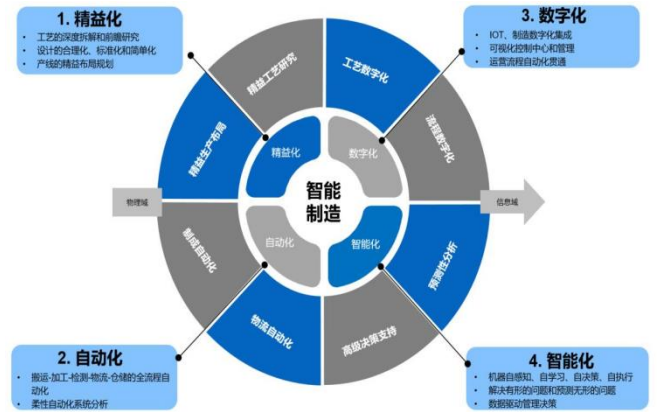 1. 精益化
• 工艺的深度拆解和前瞻研究
• 设计的合理化、标准化和简单化
• 产线的精益布局规划
3. 数字化
• IOT、制造数字化集成
• 可视化控制中心和管理
• 运营流程自动化贯通
精益工艺研究
工艺数字化
精益生产布局
流程数字化
精益化
数字化
智能
制造
物理域
信息域
自动化
智能化
制成自动化
预测性分析
物流自动化
高级决策支持
2. 自动化
• 搬运-加工-检测-物流-仓储的全流程自
动化
• 柔性自动化系统分析
4. 智能化
• 机器自感知、自学习、自决策、自执行
• 解决有形的问题和预测无形的问题
• 数据驱动管理决策